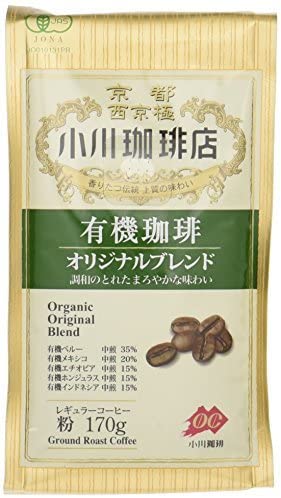 JAS
JONA
京都
西京極
小川珈琲店
香りたつ伝統 上質の味わい
有機珈琲
オリジナルブレンド
調和のとれたまろやかな味わい
Organic
Original
Blend
有機ペルー 中煎 35%
有機メキシコ 中煎 20%
有機エチオピア 中煎 15%
有機ホンジュラス 中煎 15%
有機インドネシア 中煎 15%
レギュラーコーヒー
粉 170g
Ground Roast Coffee
OC
小川珈琲